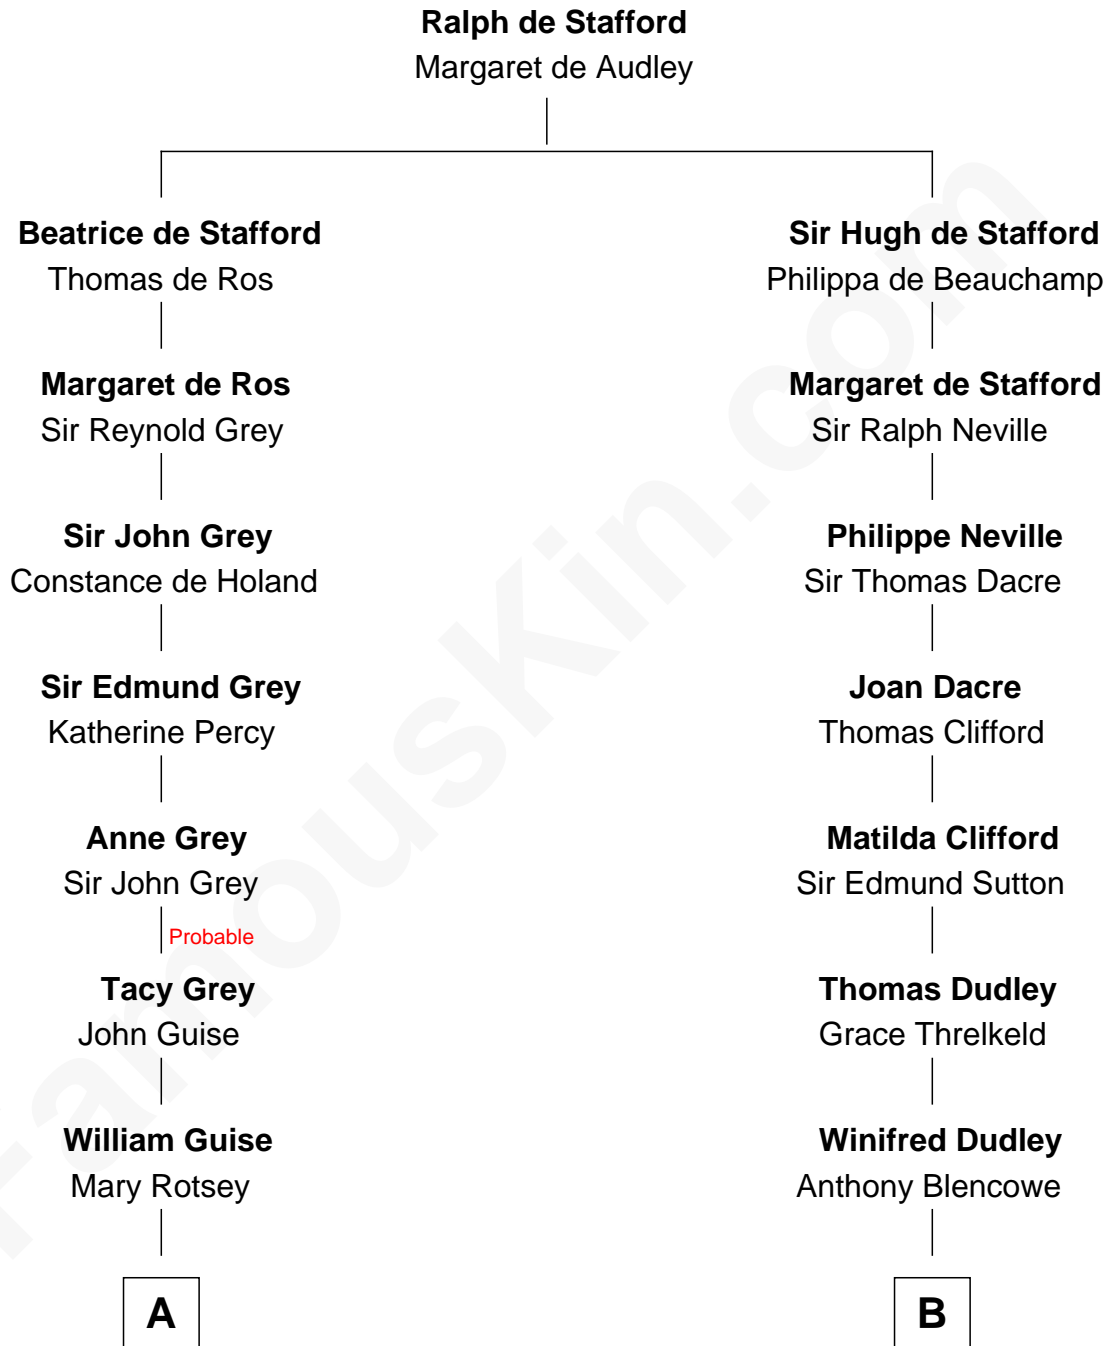 Ralph de Stafford
Margaret de Audley
Beatrice de Stafford
Thomas de Ros
Margaret de Ros
Sir Reynold Grey
Sir John Grey
Constance de Holand
Sir Edmund Grey
Katherine Percy
Anne Grey
Sir John Grey
Probable
Tacy Grey
John Guise
William Guise
Mary Rotsey
A
Sir Hugh de Stafford
Philippa de Beauchamp
Margaret de Stafford
Sir Ralph Neville
Philippe Neville
Sir Thomas Dacre
Joan Dacre
Thomas Clifford
Matilda Clifford
Sir Edmund Sutton
Thomas Dudley
Grace Threlkeld
Winifred Dudley
Anthony Blencowe
B
FamousKin.com